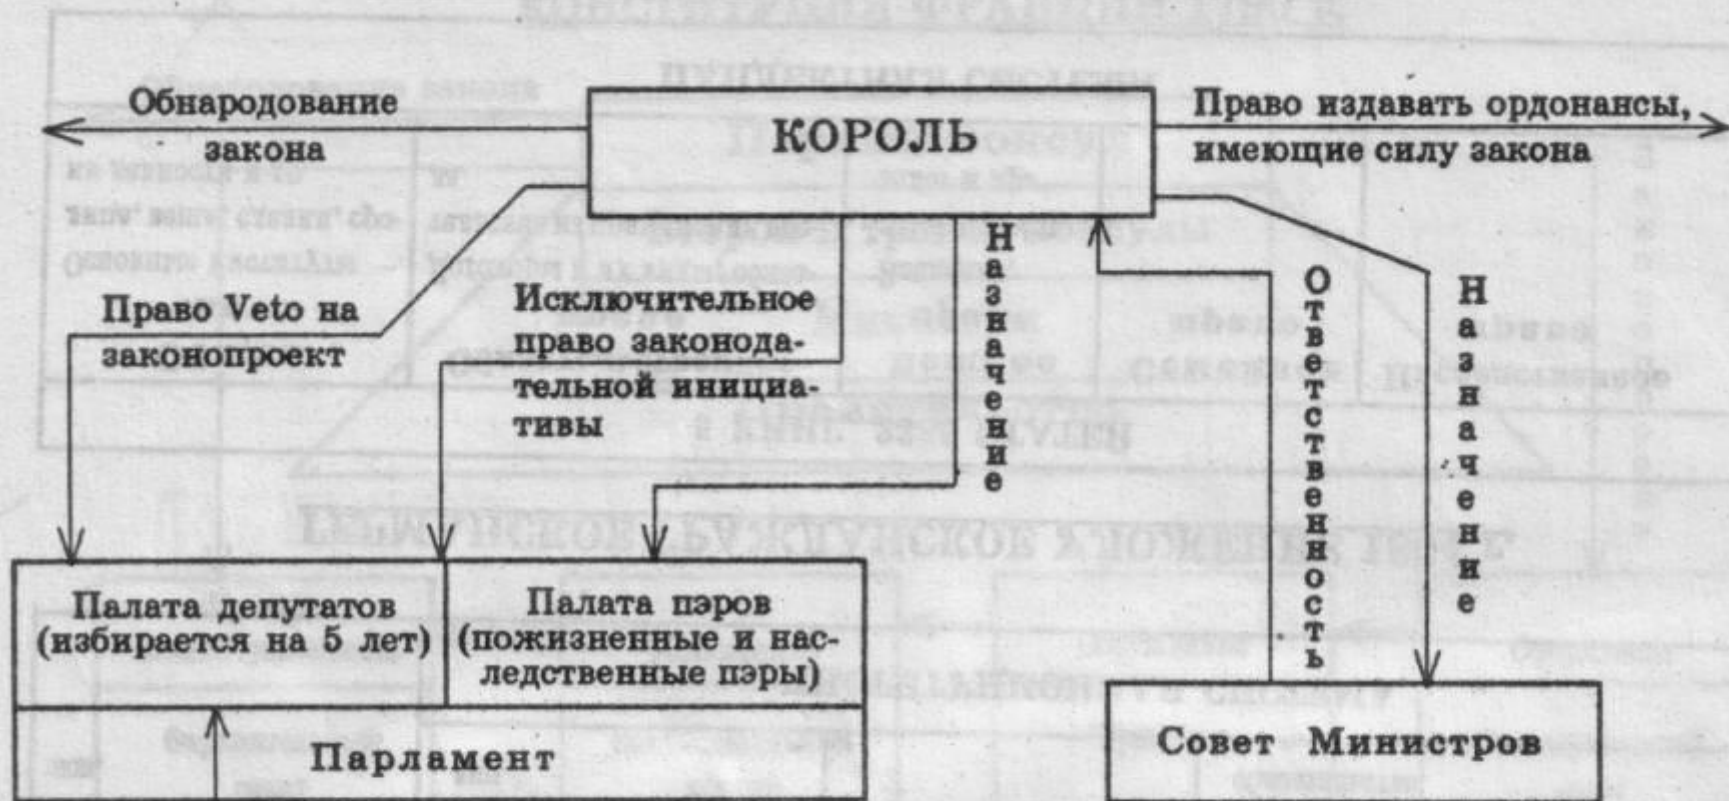 Обнародование
закона
КОРОЛЬ
Право издавать ордонансы,
имеющие силу закона
Право Veto на
законопроект
Исключительное
право законода-
тельной инициа-
тивы
Назначение
Ответственность
Назначение
Палата депутатов
(избирается на 5 лет)
Палата пэров
(пожизненные и нас-
ледственные пэры)
Парламент
Совет Министров